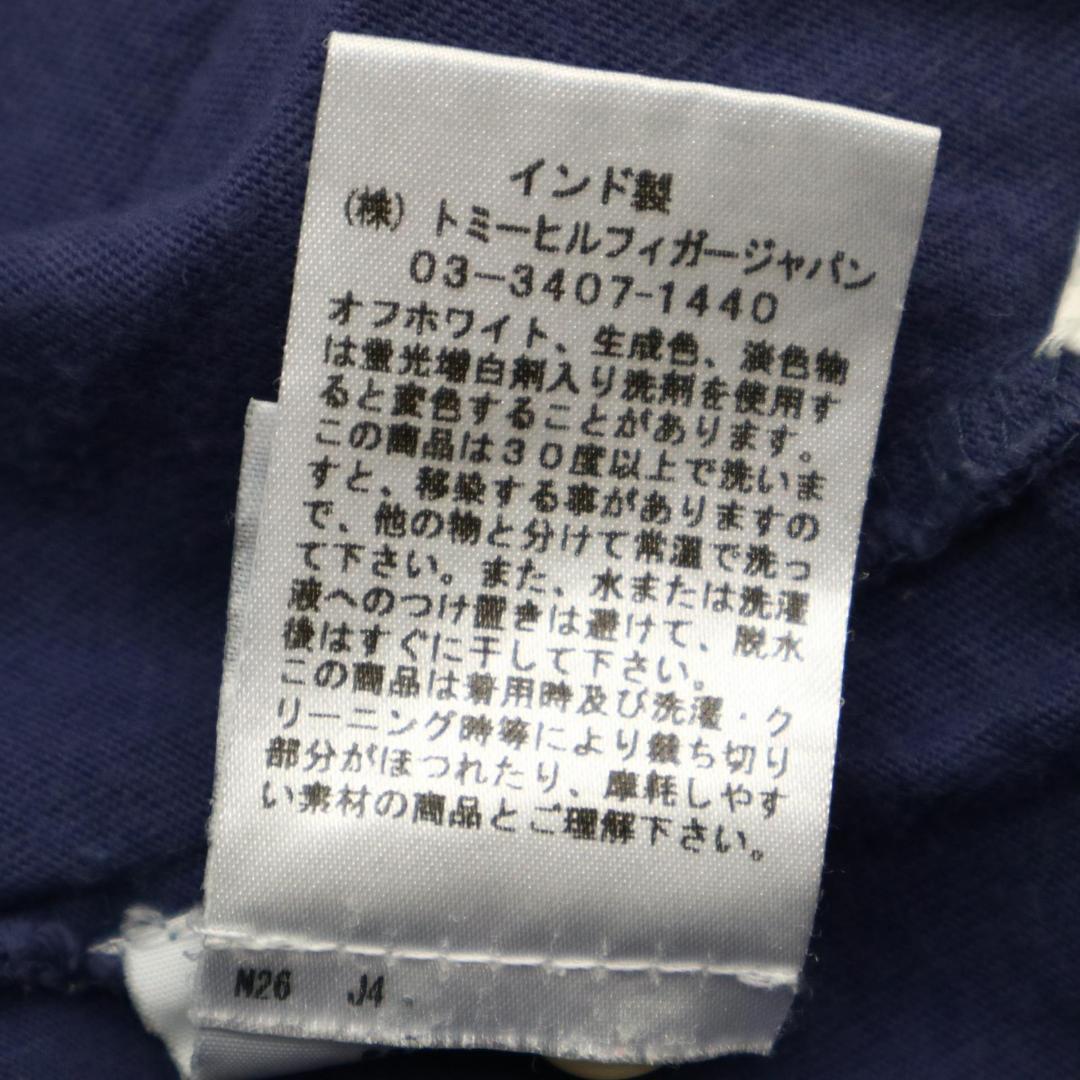 インド製
(株) トミーヒルフィガージャパン
03-3407-1440
オフホワイト、生成色、淡色物
は蛍光増白剤入り洗剤を使用す
ると変色することがあります。
この商品は30度以上で洗いま
すと、移染する事がありますの
で、他の物と分けて常温で洗っ
て下さい。また、水または洗濯
液へのつけ置きは避けて、脱水
後はすぐに干して下さい。
この商品は着用時及び洗濯・ク
リーニング時等により裁ち切り
部分がほつれたり、摩耗しやす
い素材の商品とご理解下さい。
N26 J4